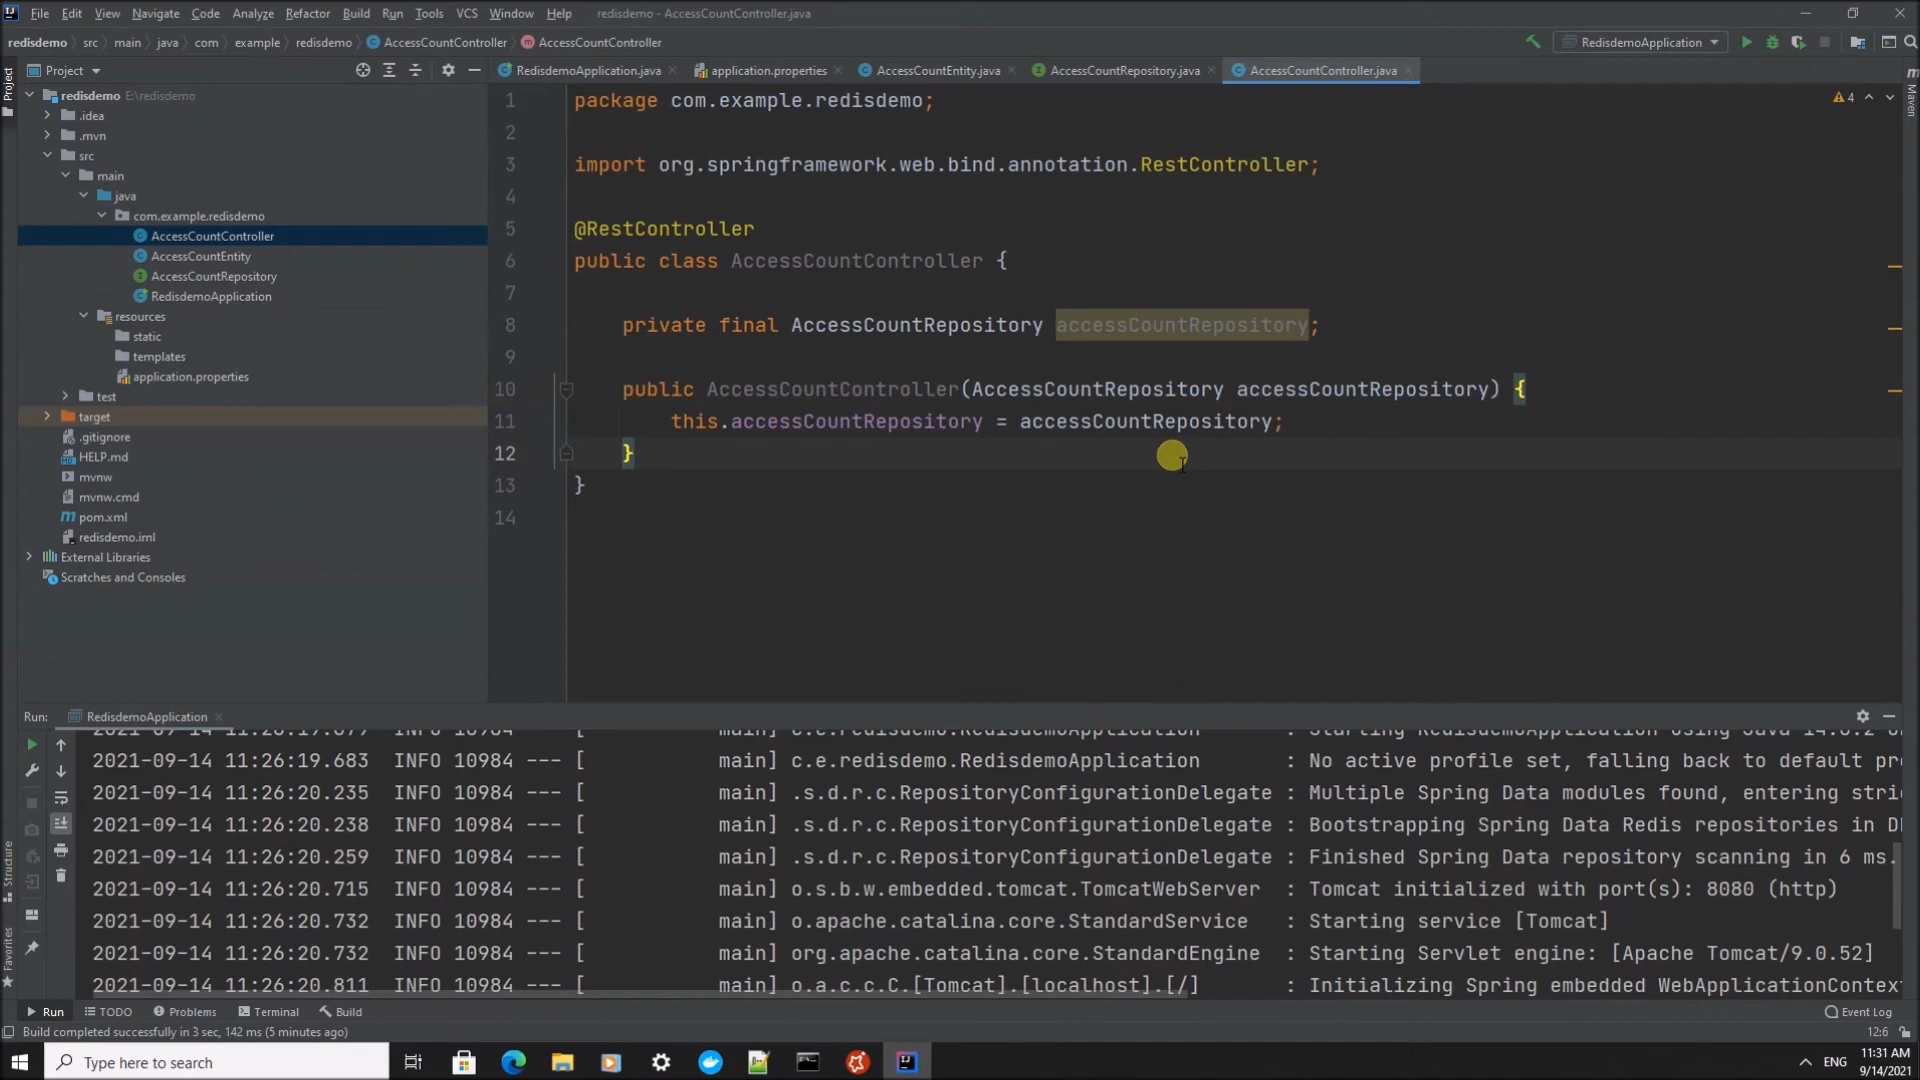 File Edit View Navigate Code Analyze Refactor Build Run Tools VCS Window Help redisdemo - AccessCountController.java
redisdemo src main java com example redisdemo AccessCountController AccessCountController RedisdemoApplication
Project
RedisdemoApplication.java application.properties AccessCountEntity.java AccessCountRepository.java AccessCountController.java
Project
Maven
redisdemo E:\redisdemo
.idea
.mvn
src
main
java
com.example.redisdemo
AccessCountController
AccessCountEntity
AccessCountRepository
RedisdemoApplication
resources
static
templates
application.properties
test
target
.gitignore
HELP.md
mvnw
mvnw.cmd
pom.xml
redisdemo.iml
External Libraries
Scratches and Consoles
4
1 package com.example.redisdemo;
2
3 import org.springframework.web.bind.annotation.RestController;
4
5 @RestController
6 public class AccessCountController {
7
8 private final AccessCountRepository accessCountRepository;
9
10 public AccessCountController(AccessCountRepository accessCountRepository) {
11 this.accessCountRepository = accessCountRepository;
12 }
13 }
14
Run: RedisdemoApplication
2021-09-14 11:26:19.683 INFO 10984 --- [ main] c.e.redisdemo.RedisdemoApplication : No active profile set, falling back to default
2021-09-14 11:26:20.235 INFO 10984 --- [ main] .s.d.r.c.RepositoryConfigurationDelegate : Multiple Spring Data modules found, entering
2021-09-14 11:26:20.238 INFO 10984 --- [ main] .s.d.r.c.RepositoryConfigurationDelegate : Bootstrapping Spring Data Redis repositories in
2021-09-14 11:26:20.259 INFO 10984 --- [ main] .s.d.r.c.RepositoryConfigurationDelegate : Finished Spring Data repository scanning in 6 ms.
2021-09-14 11:26:20.715 INFO 10984 --- [ main] o.s.b.w.embedded.tomcat.TomcatWebServer : Tomcat initialized with port(s): 8080 (http)
2021-09-14 11:26:20.732 INFO 10984 --- [ main] o.apache.catalina.core.StandardService : Starting service [Tomcat]
2021-09-14 11:26:20.732 INFO 10984 --- [ main] org.apache.catalina.core.StandardEngine : Starting Servlet engine: [Apache Tomcat/9.0.52]
2021-09-14 11:26:20.811 INFO 10984 --- [ main] o.a.c.c.C.[Tomcat].[localhost].[/] : Initializing Spring embedded
Structure
Favorites
Run TODO Problems Terminal Build Event Log
Build completed successfully in 3 sec, 142 ms (5 minutes ago) 12:6
Type here to search
ENG
11:31 AM
9/14/2021